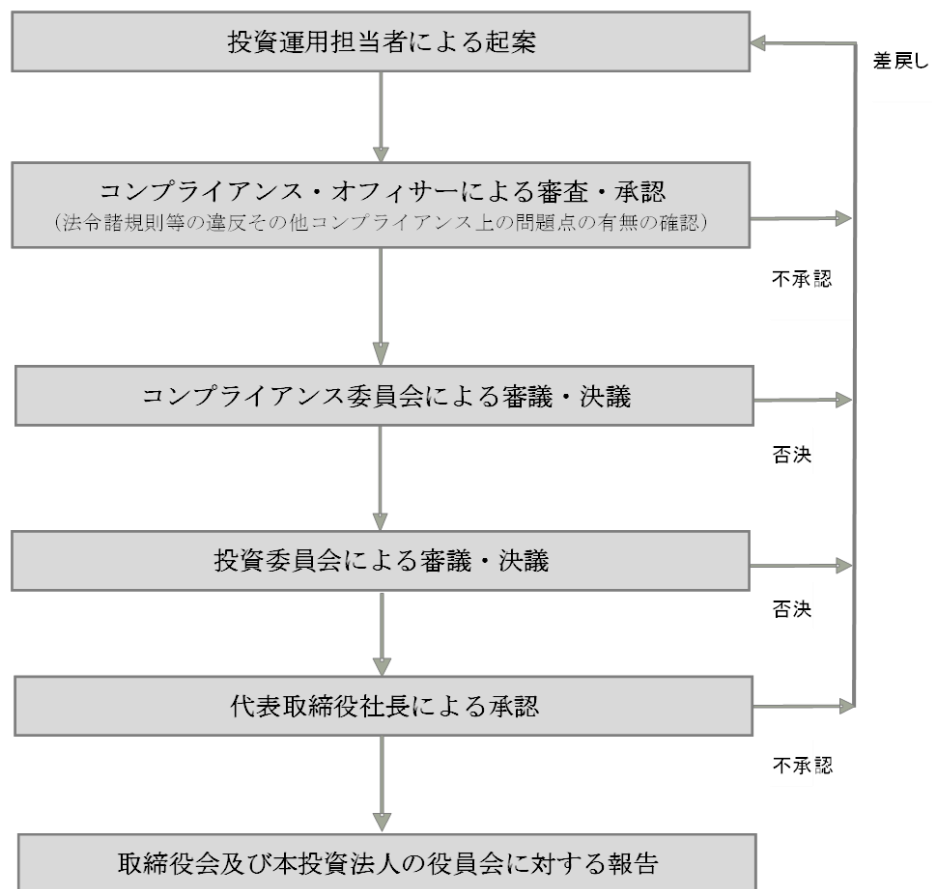 投資運用担当者による起案
差戻し
コンプライアンス・オフィサーによる審査・承認
(法令諸規則等の違反その他コンプライアンス上の問題点の有無の確認)
不承認
コンプライアンス委員会による審議・決議
否決
投資委員会による審議・決議
否決
代表取締役社長による承認
不承認
取締役会及び本投資法人の役員会に対する報告